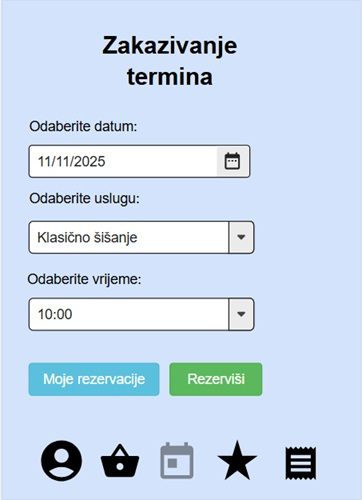 Zakazivanje
termina
Odaberite datum:
11/11/2025
Odaberite uslugu:
Klasično šišanje
Odaberite vrijeme:
10:00
Moje rezervacije Rezerviši